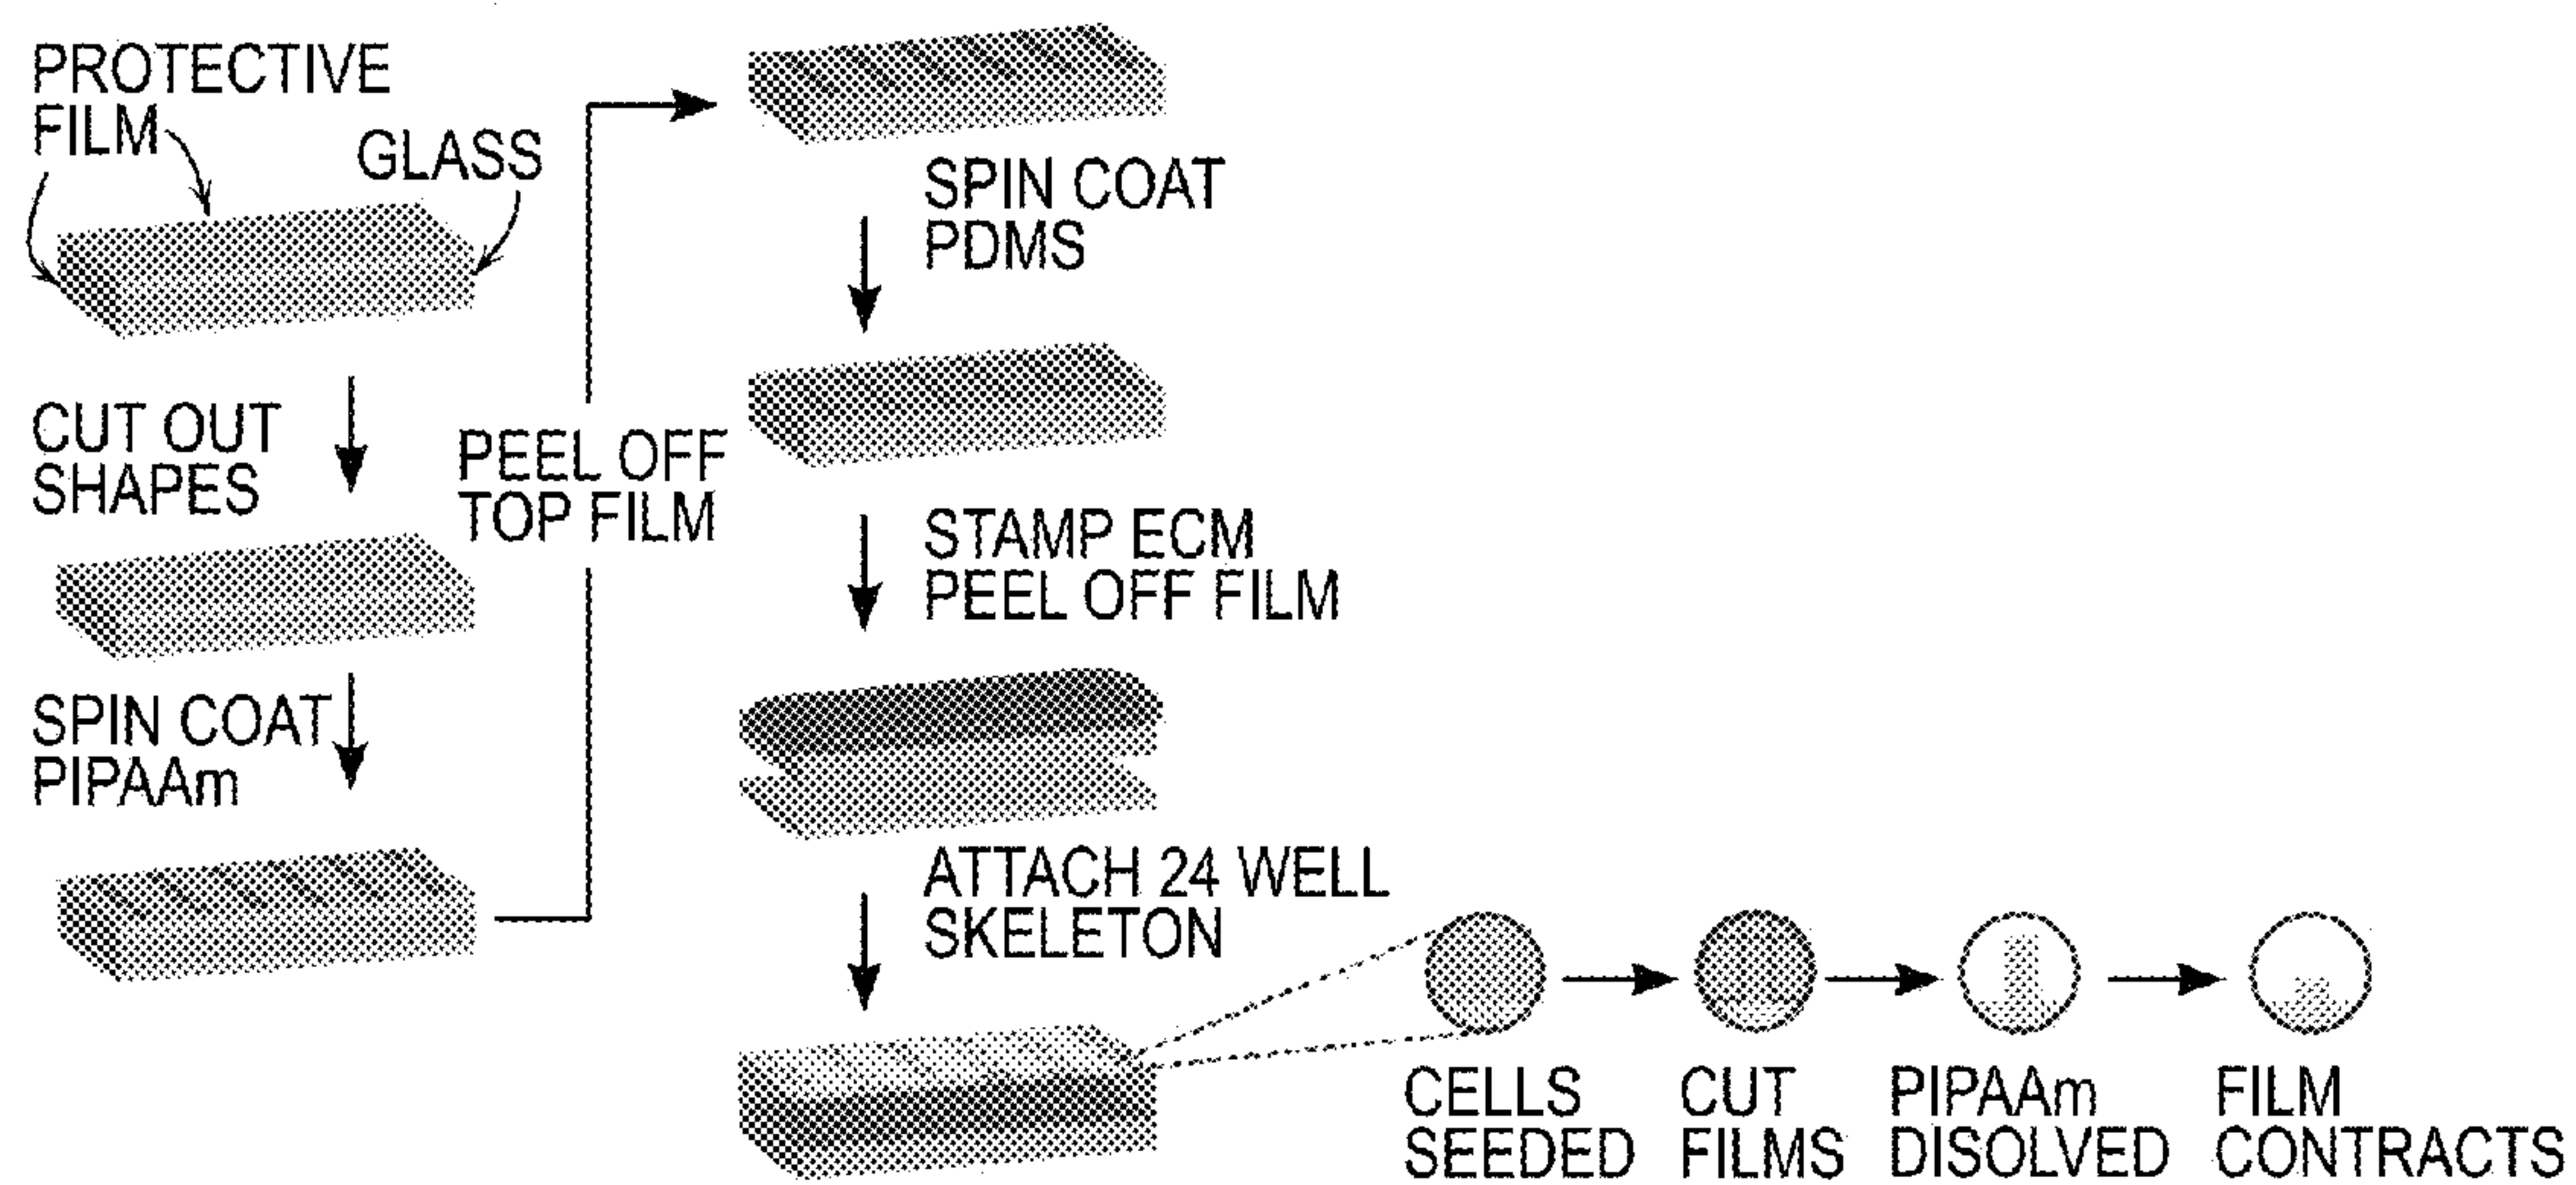 PROTECTIVE
FILM
GLASS
CUT OUT
SHAPES
SPIN COAT
PIPAAm
PEEL OFF
TOP FILM
SPIN COAT
PDMS
STAMP ECM
PEEL OFF FILM
ATTACH 24 WELL
SKELETON
CELLS
SEEDED
CUT
FILMS
PIPAAm
DISOLVED
FILM
CONTRACTS